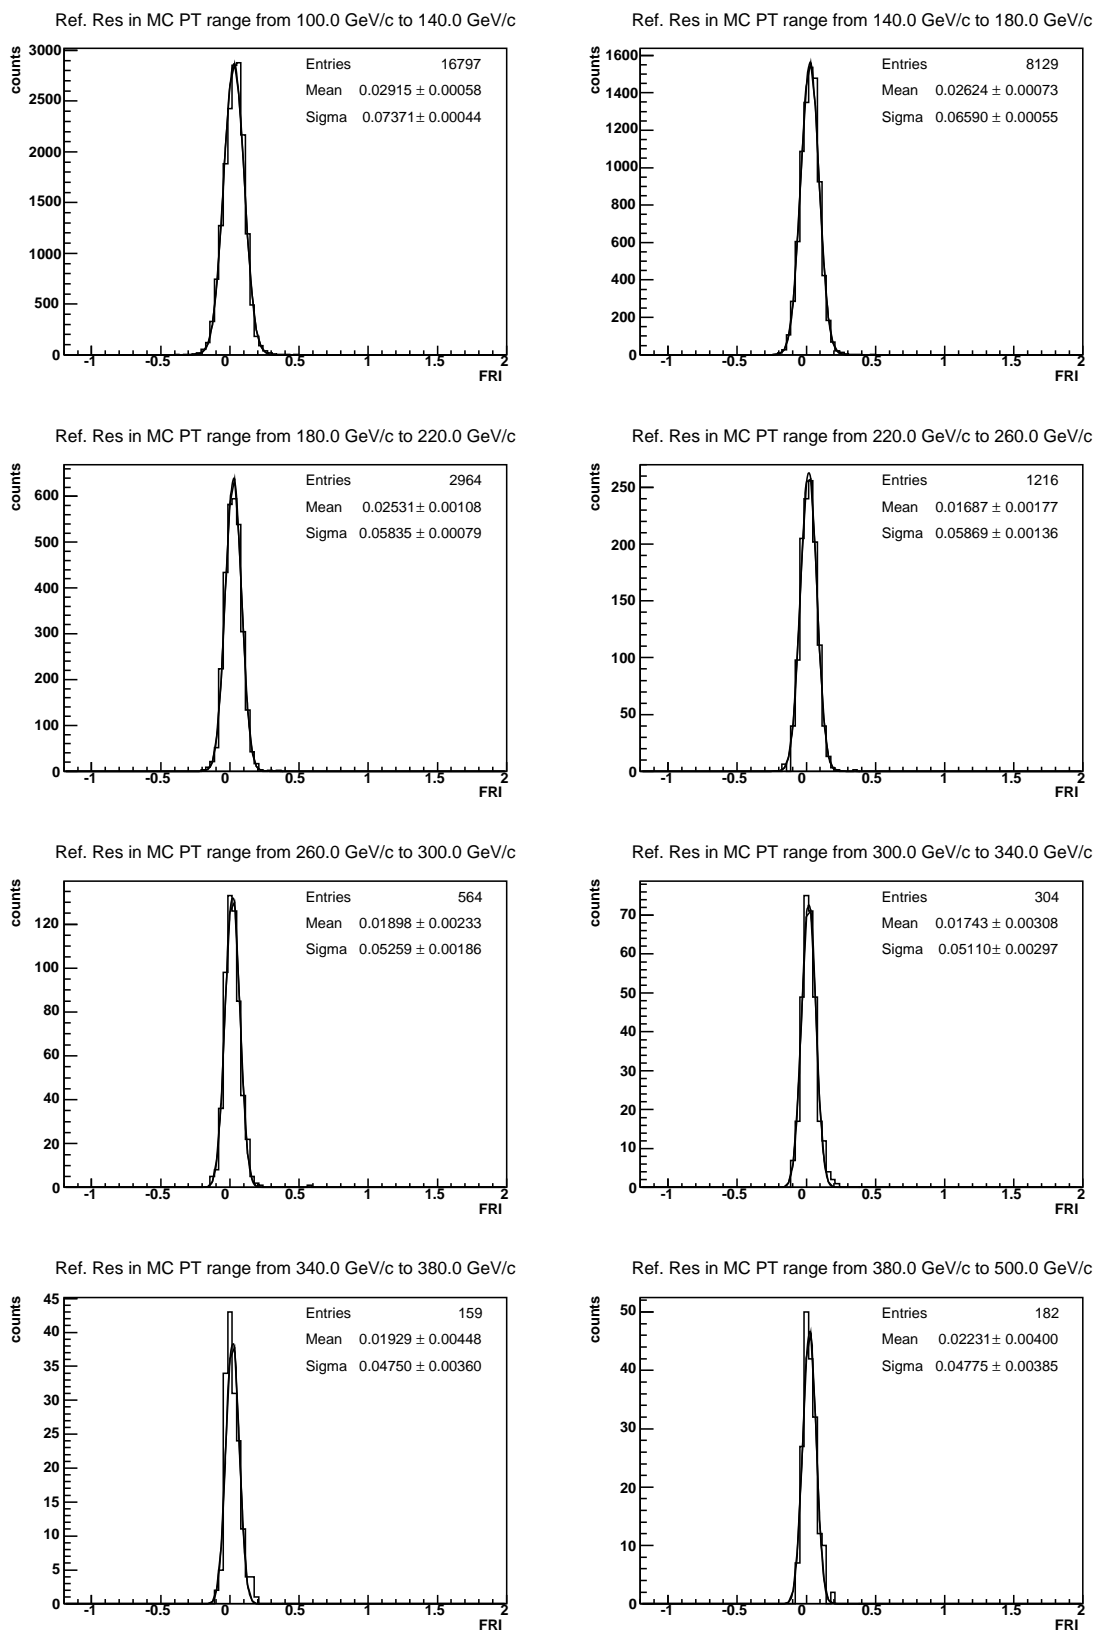 Ref. Res in MC PT range from 100.0 GeV/c to 140.0 GeV/c
counts
Entries 16797
Mean 0.02915 ± 0.00058
Sigma 0.07371 ± 0.00044
3000
2500
2000
1500
1000
500
0
-1 -0.5 0 0.5 1 1.5 2
FRI
Ref. Res in MC PT range from 140.0 GeV/c to 180.0 GeV/c
counts
Entries 8129
Mean 0.02624 ± 0.00073
Sigma 0.06590 ± 0.00055
1600
1400
1200
1000
800
600
400
200
0
-1 -0.5 0 0.5 1 1.5 2
FRI
Ref. Res in MC PT range from 180.0 GeV/c to 220.0 GeV/c
counts
Entries 2964
Mean 0.02531 ± 0.00108
Sigma 0.05835 ± 0.00079
600
500
400
300
200
100
0
-1 -0.5 0 0.5 1 1.5 2
FRI
Ref. Res in MC PT range from 220.0 GeV/c to 260.0 GeV/c
counts
Entries 1216
Mean 0.01687 ± 0.00177
Sigma 0.05869 ± 0.00136
250
200
150
100
50
0
-1 -0.5 0 0.5 1 1.5 2
FRI
Ref. Res in MC PT range from 260.0 GeV/c to 300.0 GeV/c
counts
Entries 564
Mean 0.01898 ± 0.00233
Sigma 0.05259 ± 0.00186
120
100
80
60
40
20
0
-1 -0.5 0 0.5 1 1.5 2
FRI
Ref. Res in MC PT range from 300.0 GeV/c to 340.0 GeV/c
counts
Entries 304
Mean 0.01743 ± 0.00308
Sigma 0.05110 ± 0.00297
70
60
50
40
30
20
10
0
-1 -0.5 0 0.5 1 1.5 2
FRI
Ref. Res in MC PT range from 340.0 GeV/c to 380.0 GeV/c
counts
Entries 159
Mean 0.01929 ± 0.00448
Sigma 0.04750 ± 0.00360
45
40
35
30
25
20
15
10
5
0
-1 -0.5 0 0.5 1 1.5 2
FRI
Ref. Res in MC PT range from 380.0 GeV/c to 500.0 GeV/c
counts
Entries 182
Mean 0.02231 ± 0.00400
Sigma 0.04775 ± 0.00385
50
40
30
20
10
0
-1 -0.5 0 0.5 1 1.5 2
FRI